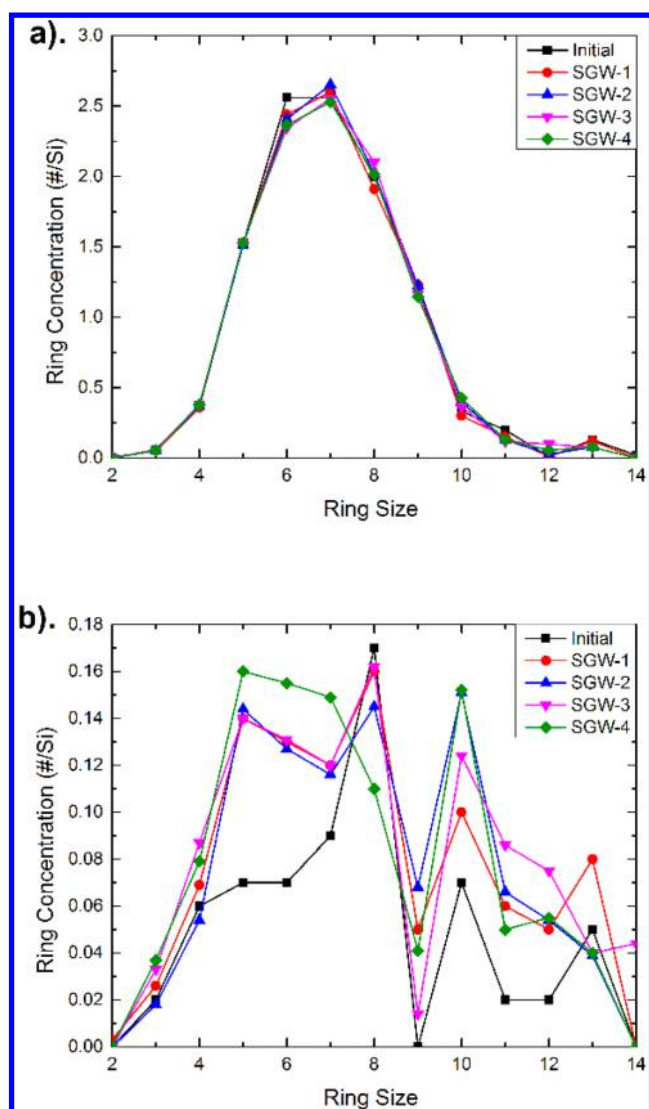 a).
3.0
2.5
2.0
1.5
1.0
0.5
0.0
Ring Concentration (#/Si)
Initial
SGW-1
SGW-2
SGW-3
SGW-4
2 4 6 8 10 12 14
Ring Size
b).
0.18
0.16
0.14
0.12
0.10
0.08
0.06
0.04
0.02
0.00
Ring Concentration (#/Si)
Initial
SGW-1
SGW-2
SGW-3
SGW-4
2 4 6 8 10 12 14
Ring Size